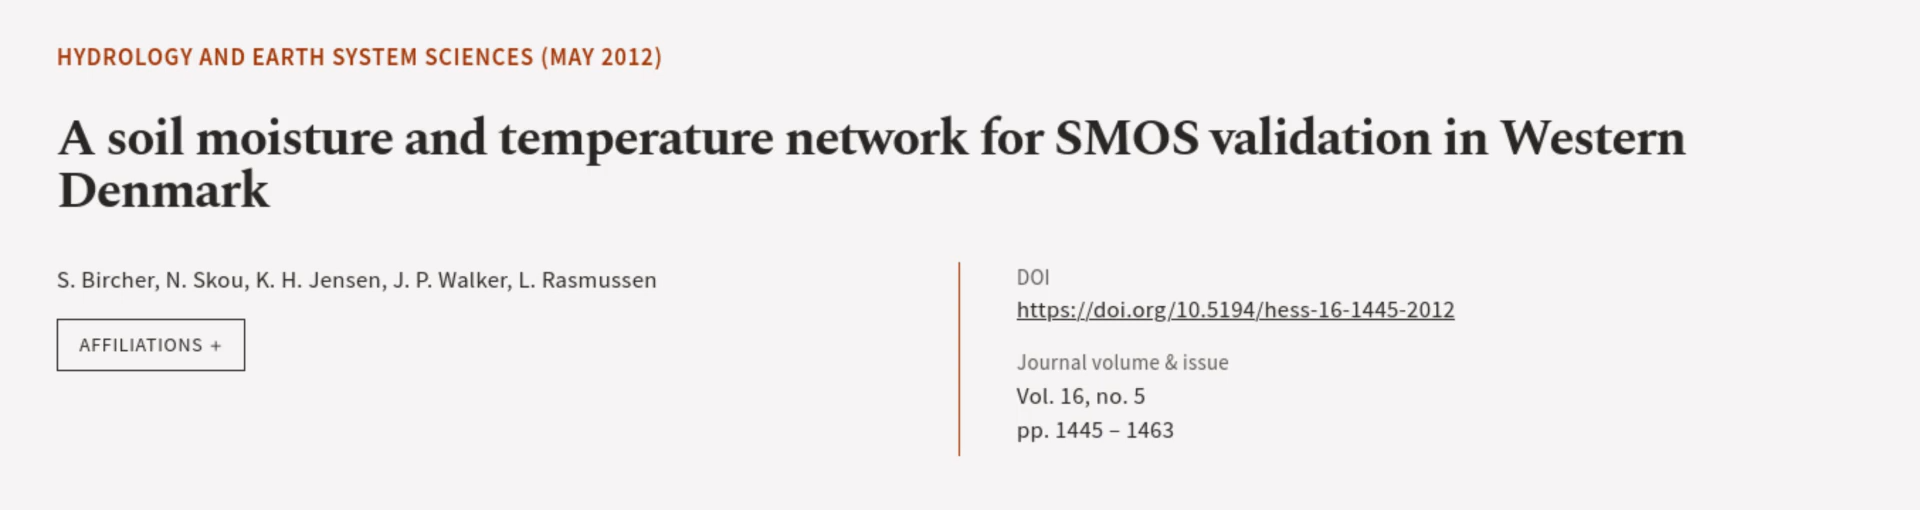 HYDROLOGY AND EARTH SYSTEM SCIENCES (MAY 2012)
A soil moisture and temperature network for SMOS validation in Western
Denmark
S. Bircher, N. Skou, K. H. Jensen, J. P. Walker, L. Rasmussen
AFFILIATIONS +
DOI
https://doi.org/10.5194/hess-16-1445-2012
Journal volume & issue
Vol. 16, no. 5
pp. 1445 – 1463